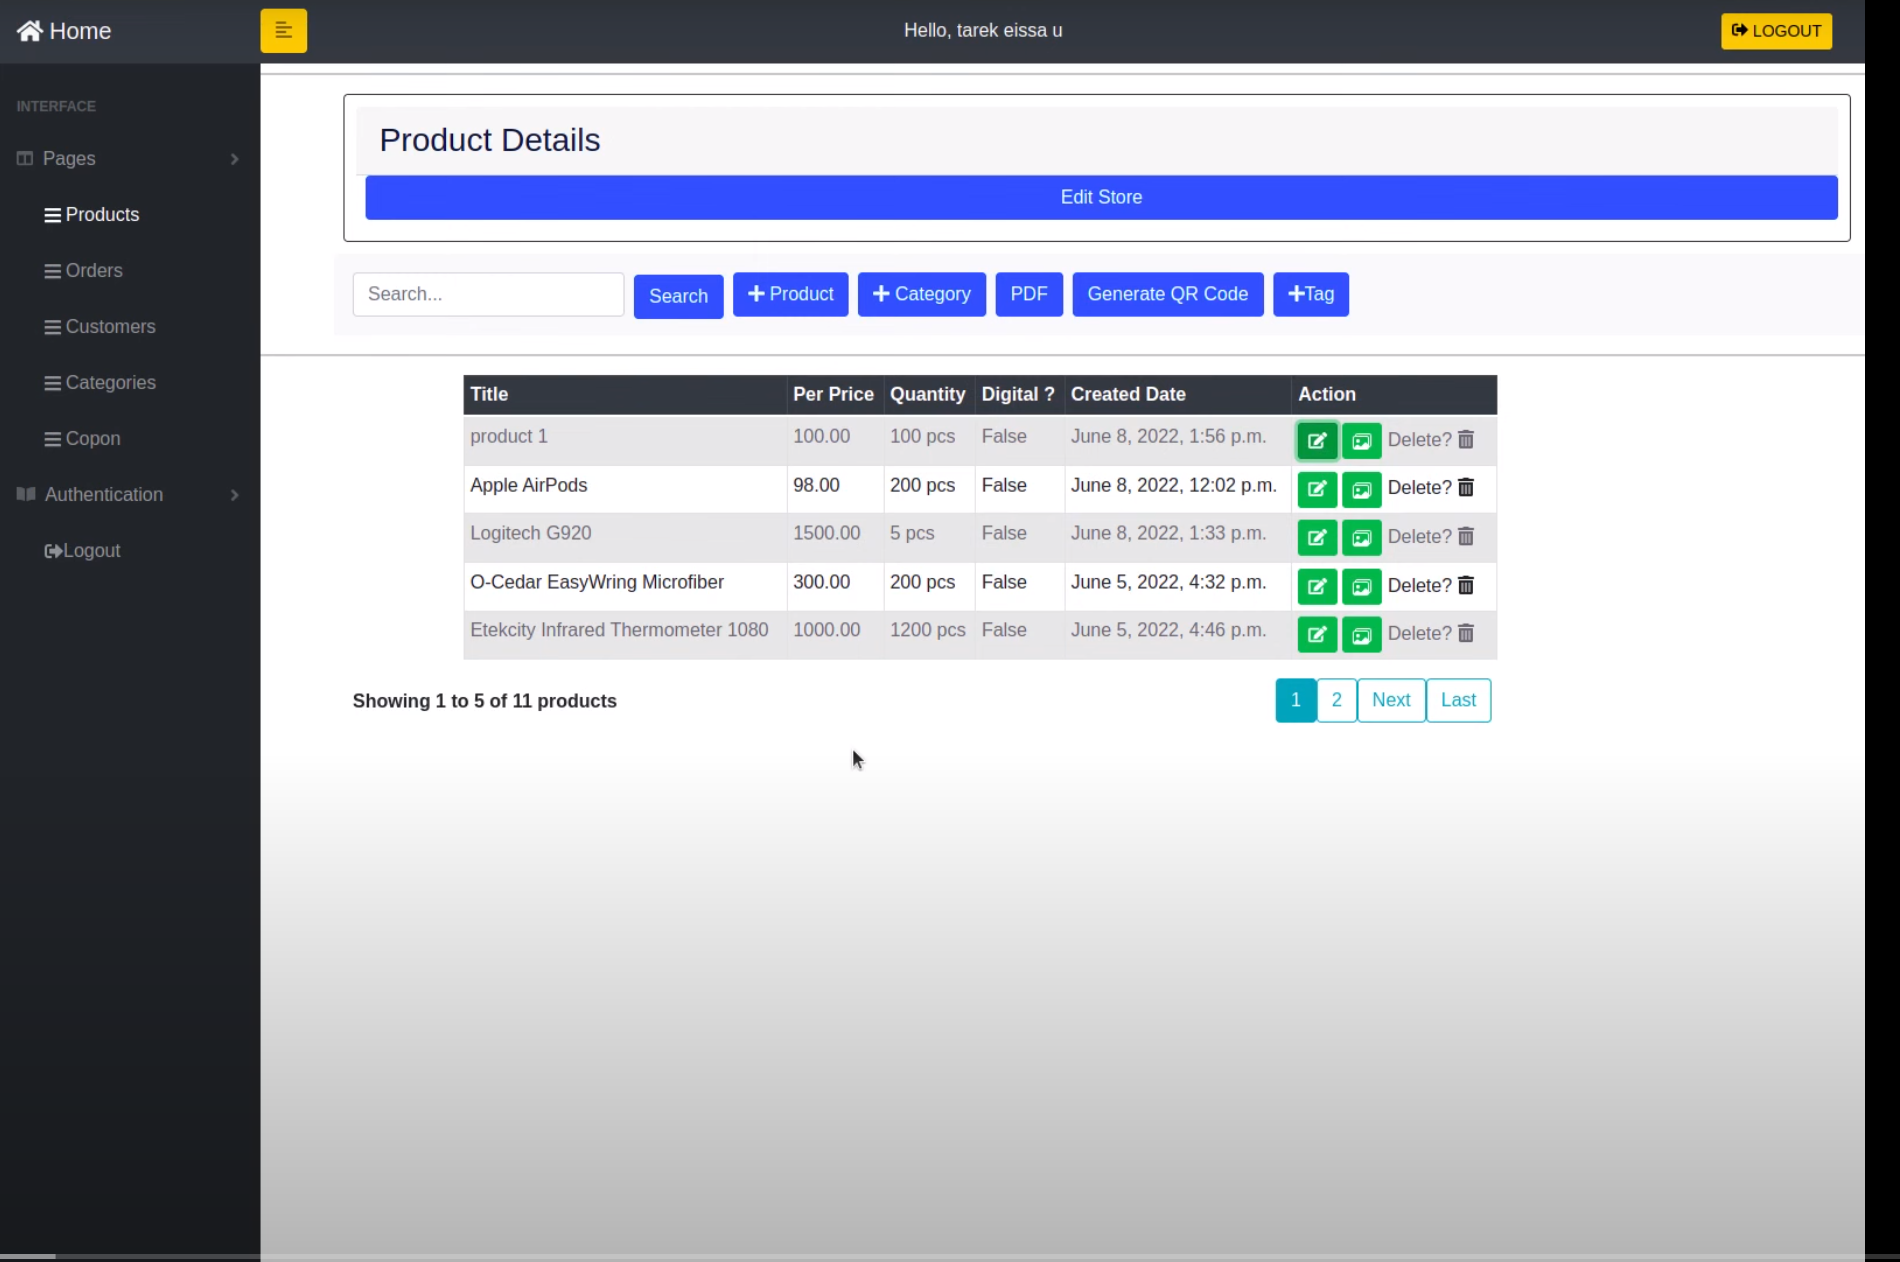 Home
Hello, tarek eissa u
LOGOUT
INTERFACE
Pages
Products
Orders
Customers
Categories
Copon
Authentication
Logout
Product Details
Edit Store
Search...
Search
+ Product
+ Category
PDF
Generate QR Code
+Tag
Title Per Price Quantity Digital ? Created Date Action
product 1 100.00 100 pcs False June 8, 2022, 1:56 p.m. Delete?
Apple AirPods 98.00 200 pcs False June 8, 2022, 12:02 p.m. Delete?
Logitech G920 1500.00 5 pcs False June 8, 2022, 1:33 p.m. Delete?
O-Cedar EasyWring Microfiber 300.00 200 pcs False June 5, 2022, 4:32 p.m. Delete?
Etekcity Infrared Thermometer 1080 1000.00 1200 pcs False June 5, 2022, 4:46 p.m. Delete?
Showing 1 to 5 of 11 products
1 2 Next Last